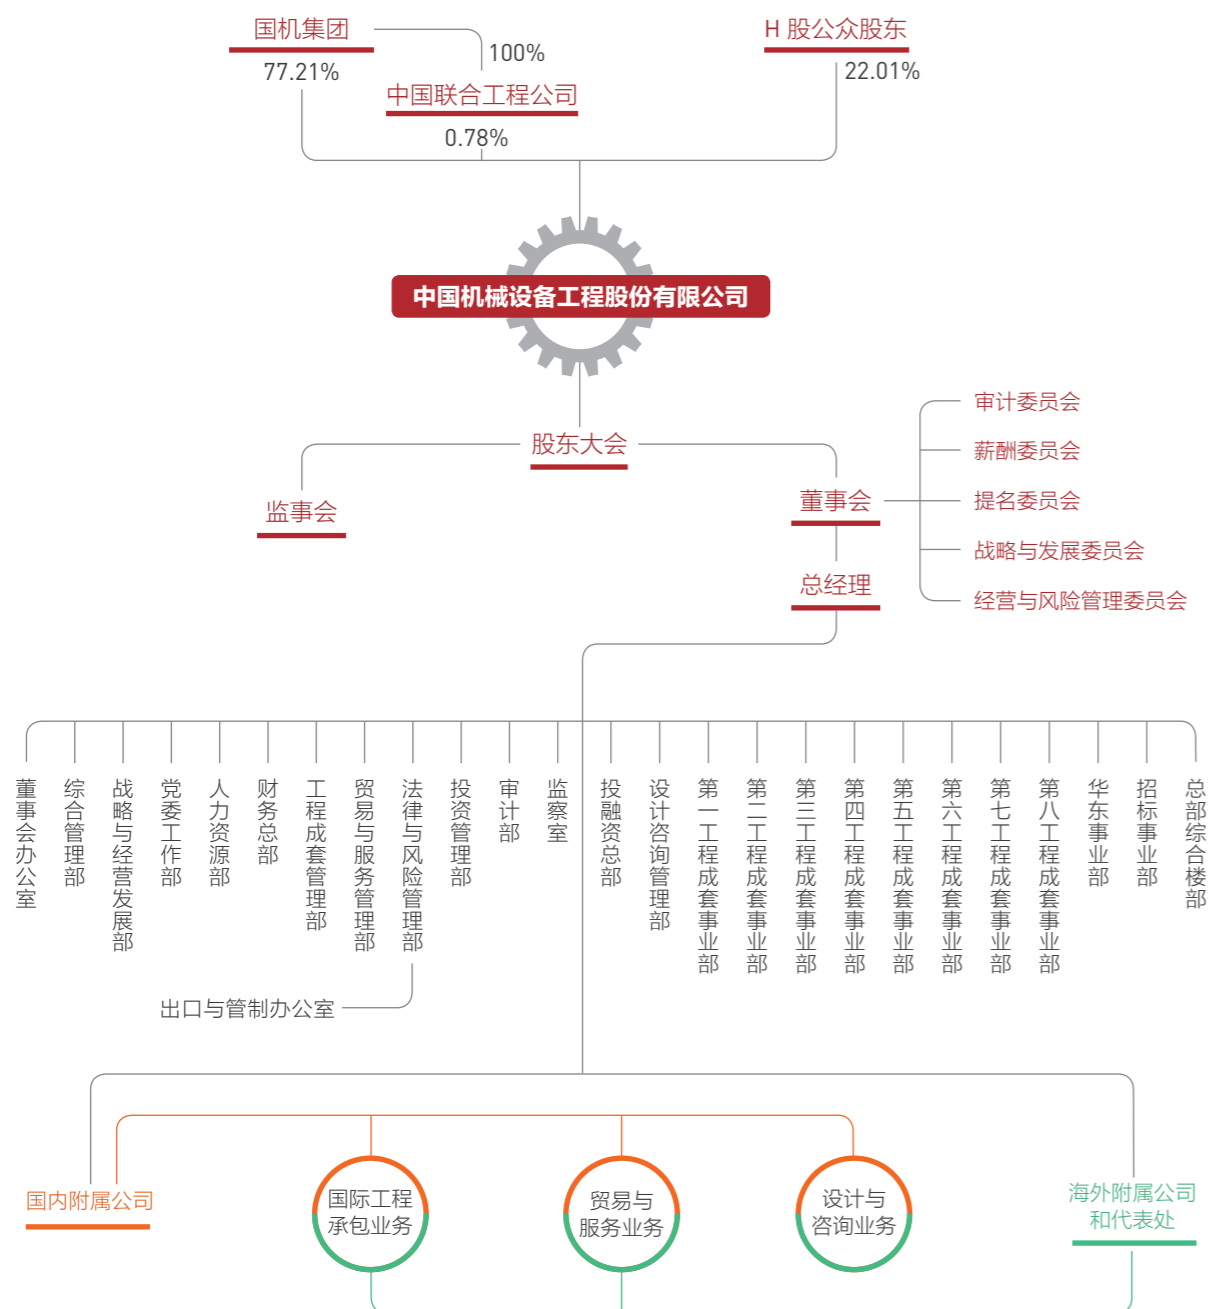 国机集团
77.21%
100%
中国联合工程公司
0.78%
H 股公众股东
22.01%
中国机械设备工程股份有限公司
股东大会
监事会
董事会
总经理
审计委员会
薪酬委员会
提名委员会
战略与发展委员会
经营与风险管理委员会
董事会办公室
综合管理部
战略与经营发展部
党委工作部
人力资源部
财务总部
工程成套管理部
贸易与服务管理部
法律与风险管理部
投资管理部
审计部
监察室
投融资总部
设计咨询管理部
第一工程成套事业部
第二工程成套事业部
第三工程成套事业部
第四工程成套事业部
第五工程成套事业部
第六工程成套事业部
第七工程成套事业部
第八工程成套事业部
华东事业部
招标事业部
总部综合楼部
出口与管制办公室
国内附属公司
国际工程
承包业务
贸易与
服务业务
设计与
咨询业务
海外附属公司
和代表处